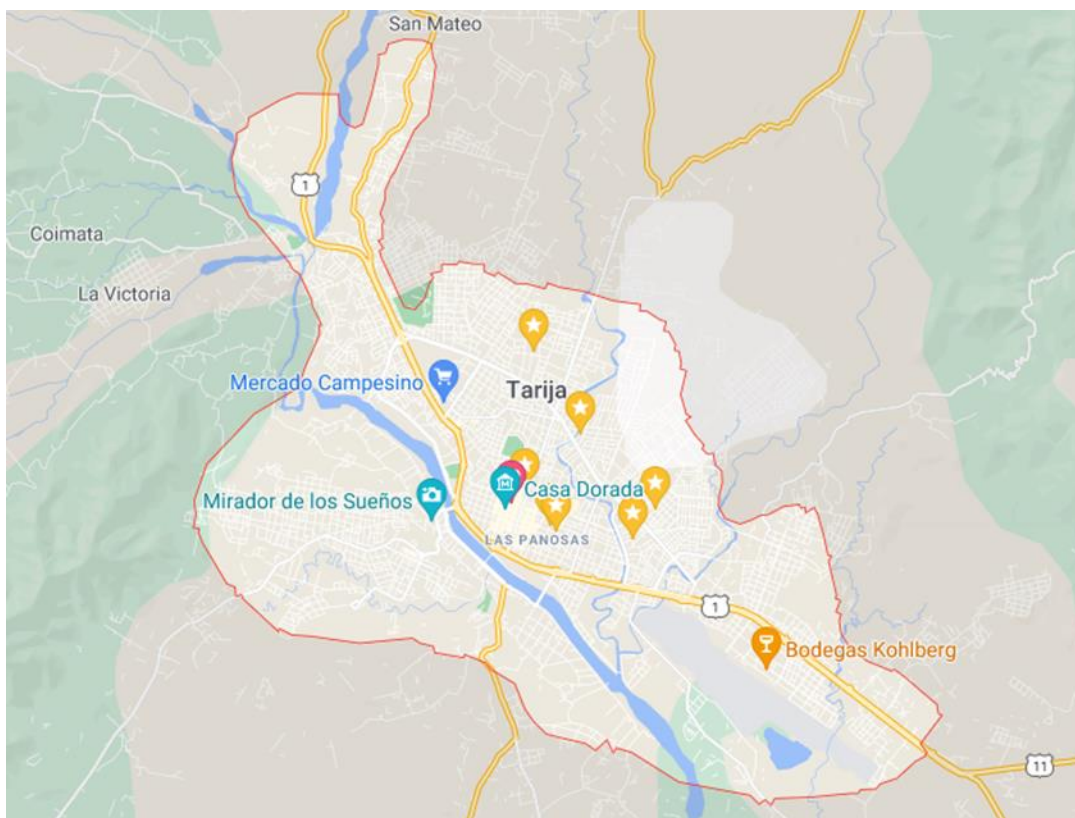 San Mateo
1
Coimata
La Victoria
Mercado Campesino
Tarija
Casa Dorada
Mirador de los Sueños
LAS PANOSAS
1
Bodegas Kohlberg
11